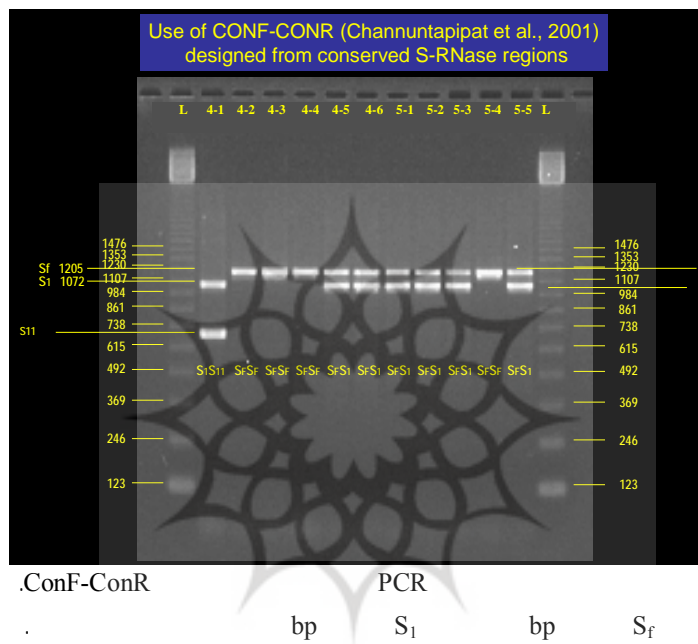 Use of CONF-CONR (Channuntapipat et al., 2001)
designed from conserved S-RNase regions
L 4-1 4-2 4-3 4-4 4-5 4-6 5-1 5-2 5-3 5-4 5-5 L
1476 1476
1353 1353
Sf 1205 1230 1230
S1 1072 1107 1107
984 984
861 861
S11 738 738
615 615
492 S1S11 SFSF SFSF SFSF SFS1 SFS1 SFS1 SFS1 SFS1 SFSF SFS1 492
369 369
246 246
123 123
.ConF-ConR PCR
. bp S1 bp Sf